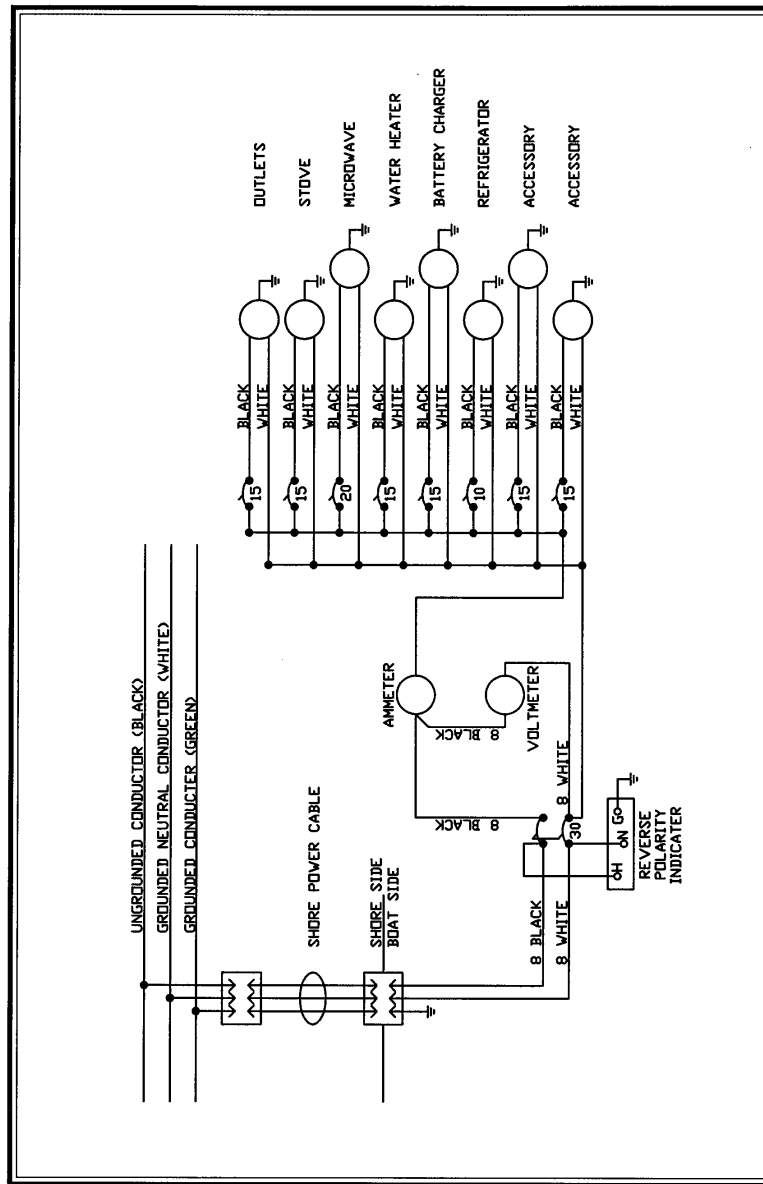 UNGROUNDED CONDUCTOR (BLACK)
GROUNDED NEUTRAL CONDUCTOR (WHITE)
GROUNDED CONDUCTER (GREEN)
SHORE POWER CABLE
SHORE SIDE
BOAT SIDE
8 BLACK
8 WHITE
H N G
REVERSE
POLARITY
INDICATER
30
8 WHITE
8 BLACK
8 BLACK
AMMETER
VOLTMETER
15 BLACK
WHITE
OUTLETS
15 BLACK
WHITE
STOVE
20 BLACK
WHITE
MICROWAVE
15 BLACK
WHITE
WATER HEATER
15 BLACK
WHITE
BATTERY CHARGER
10 BLACK
WHITE
REFRIGERATOR
15 BLACK
WHITE
ACCESSORY
15 BLACK
WHITE
ACCESSORY